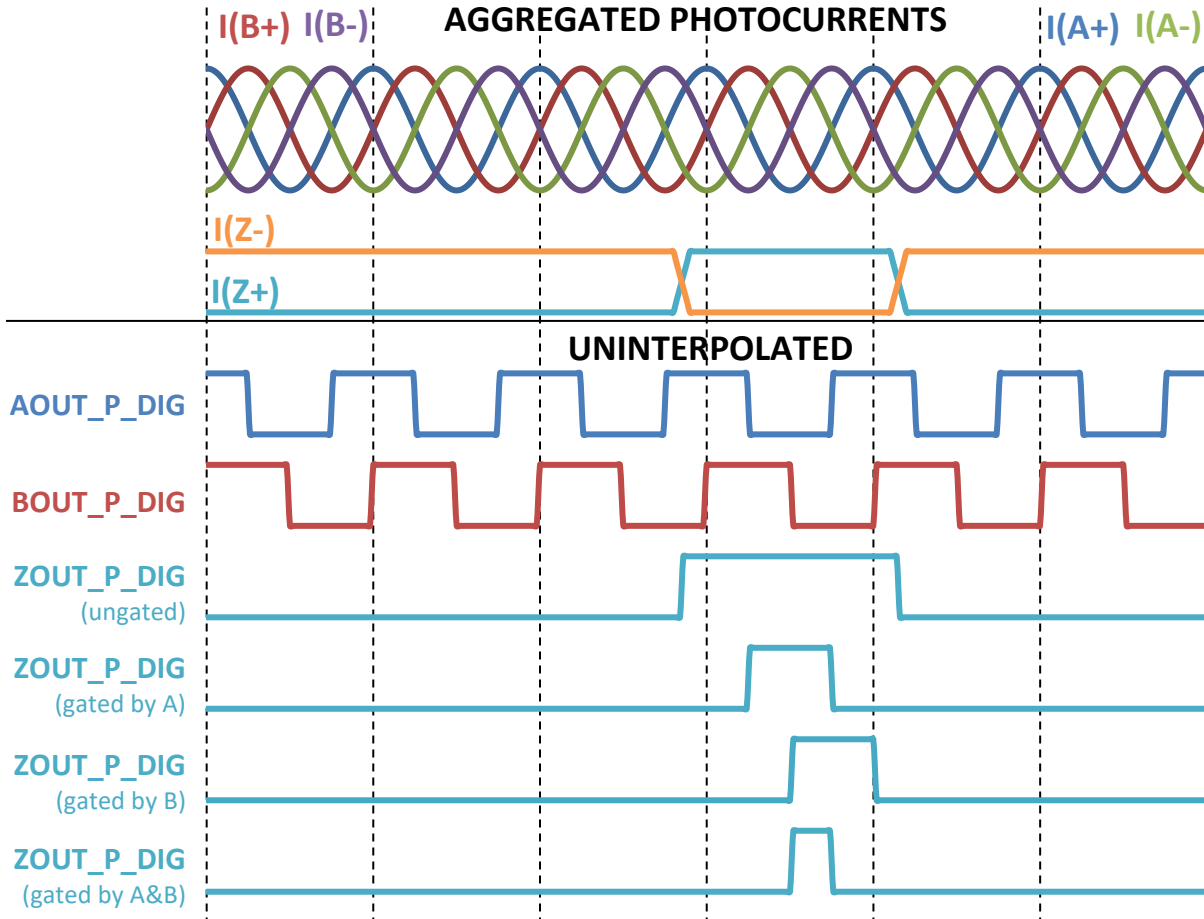 AGGREGATED PHOTOCURRENTS
I(B+) I(B-) I(A+) I(A-)
I(Z-)
I(Z+)
UNINTERPOLATED
AOUT_P_DIG
BOUT_P_DIG
ZOUT_P_DIG
(ungated)
ZOUT_P_DIG
(gated by A)
ZOUT_P_DIG
(gated by B)
ZOUT_P_DIG
(gated by A&B)